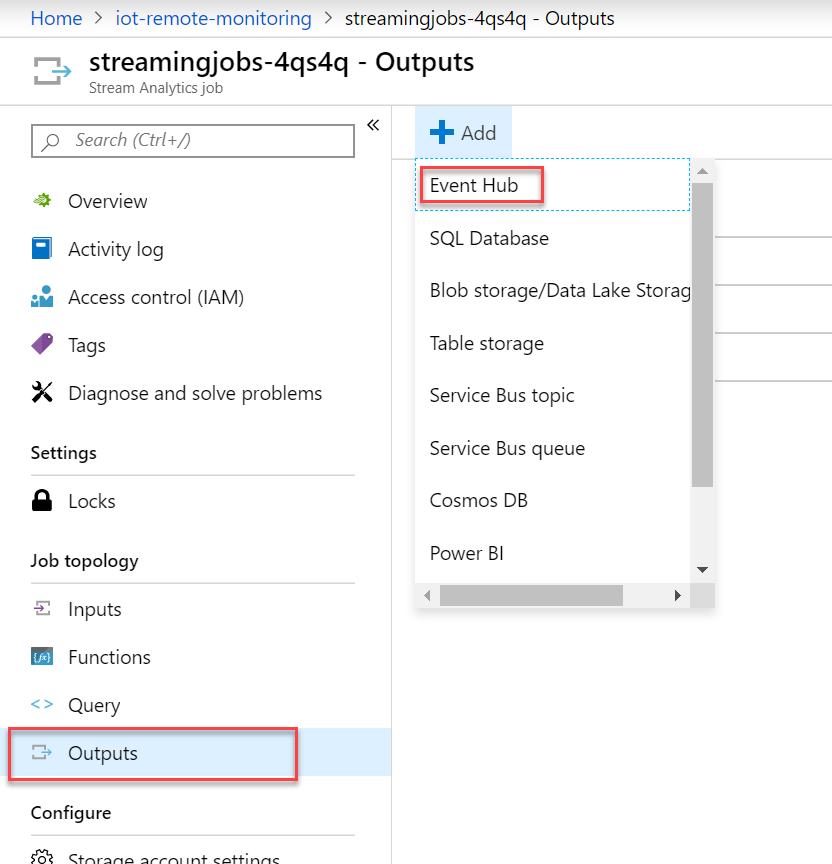 Home > iot-remote-monitoring > streamingjobs-4qs4q - Outputs
streamingjobs-4qs4q - Outputs
Stream Analytics job
Search (Ctrl+/)
«
Overview
Activity log
Access control (IAM)
Tags
Diagnose and solve problems
Settings
Locks
Job topology
Inputs
Functions
Query
Outputs
Configure
Storage account settings
Add
Event Hub
SQL Database
Blob storage/Data Lake Storag
Table storage
Service Bus topic
Service Bus queue
Cosmos DB
Power BI